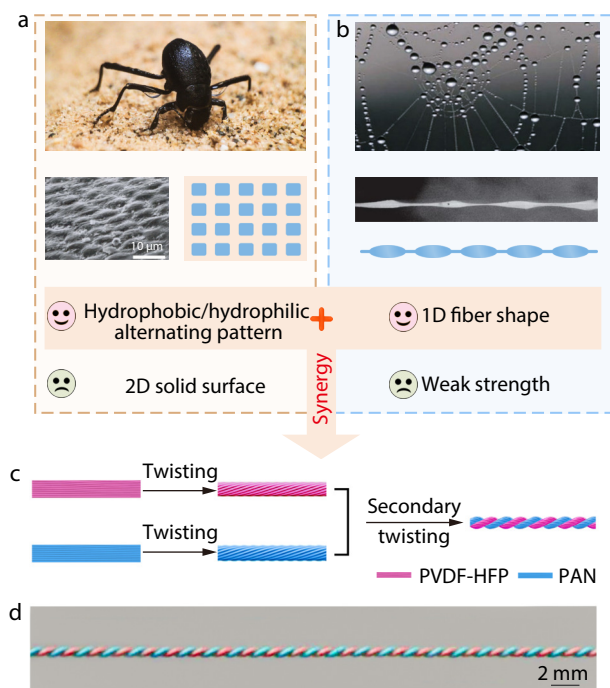 a
b
10 μm
Hydrophobic/hydrophilic
alternating pattern
+
1D fiber shape
2D solid surface
Synergy
Weak strength
c
Twisting
Twisting
Secondary
twisting
PVDF-HFP
PAN
d
2 mm